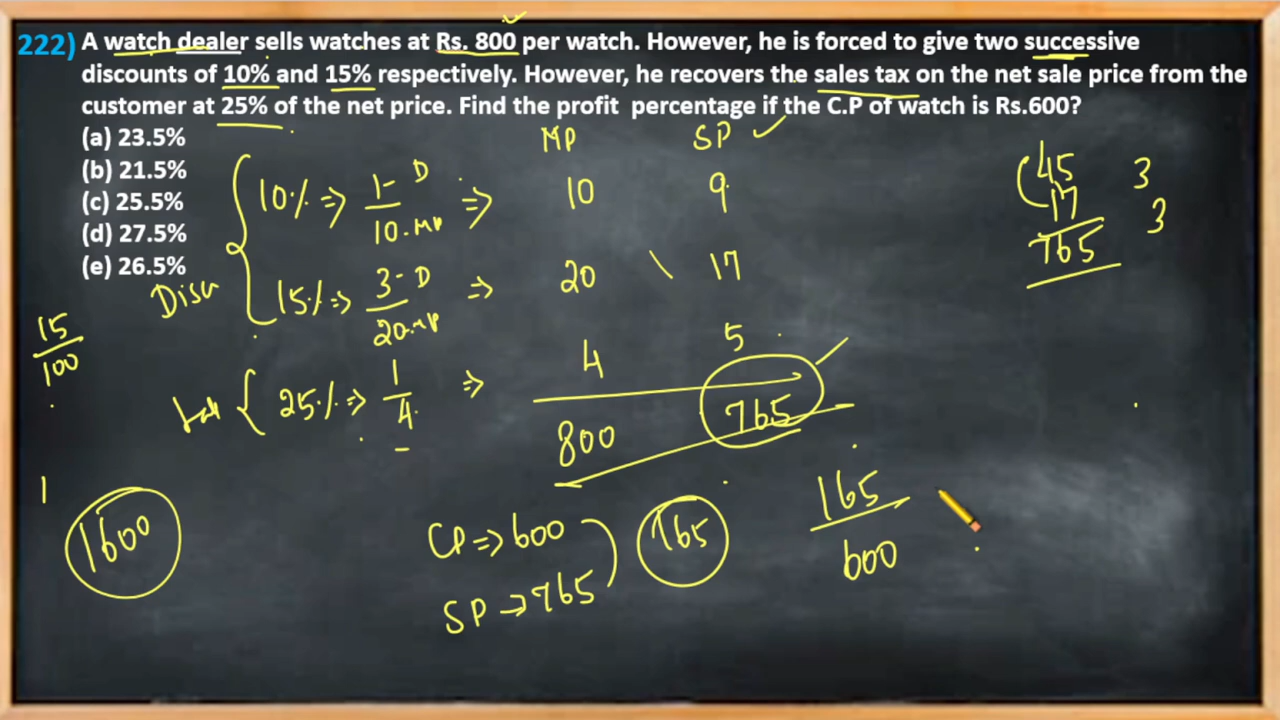 222) A watch dealer sells watches at Rs. 800 per watch. However, he is forced to give two successive
discounts of 10% and 15% respectively. However, he recovers the sales tax on the net sale price from the
customer at 25% of the net price. Find the profit percentage if the C.P of watch is Rs.600?
(a) 23.5%
(b) 21.5%
(c) 25.5%
(d) 27.5%
(e) 26.5%
MP SP
10% => 1-D/10-MP => 10 9
Disc 15% => 3-D/20-MP => 20 17
25% => 1/4 => 4 5
800 765
45 3
17 3
765
15/100
1
1600
CP => 600
SP -> 765
165
165/600